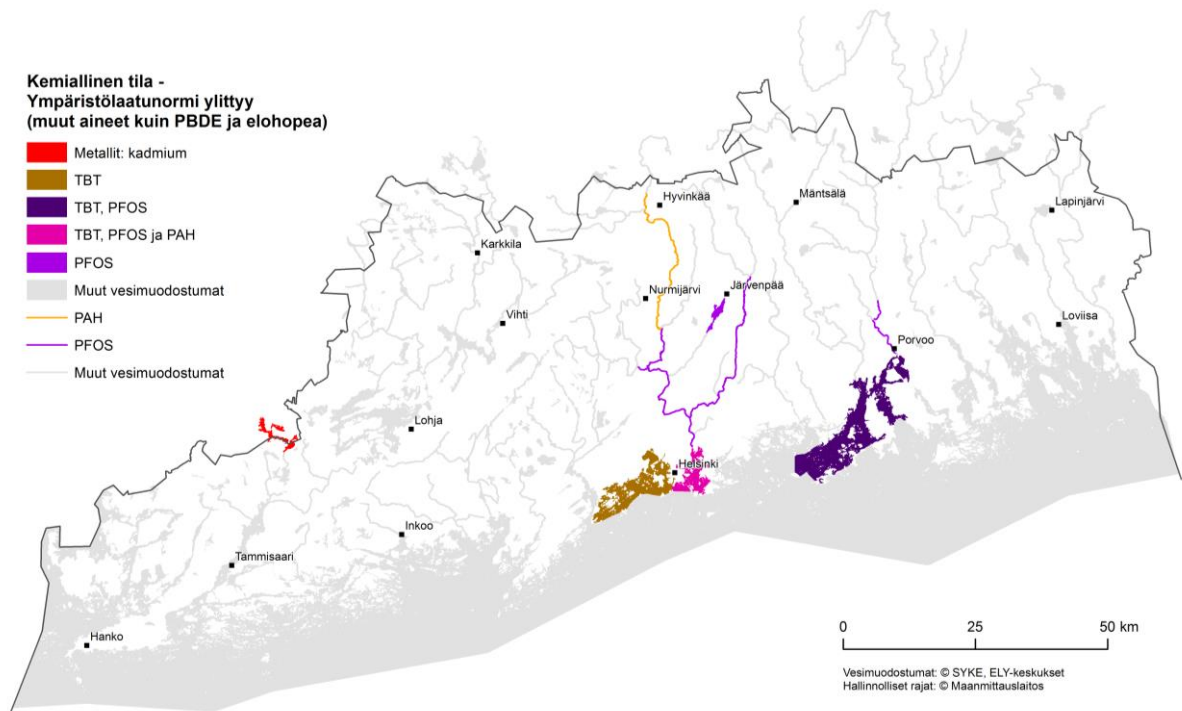 Kemiallinen tila -
Ympäristölaatunormi ylittyy
(muut aineet kuin PBDE ja elohopea)
Metallit: kadmium
TBT
TBT, PFOS
TBT, PFOS ja PAH
PFOS
Muut vesimuodostumat
PAH
PFOS
Muut vesimuodostumat
Hyvinkää
Mäntsälä
Lapinjärvi
Karkkila
Nurmijärvi
Järvenpää
Vihti
Loviisa
Porvoo
Lohja
Helsinki
Inkoo
Tammisaari
Hanko
0 25 50 km
Vesimuodostumat: © SYKE, ELY-keskukset
Hallinnolliset rajat: © Maanmittauslaitos